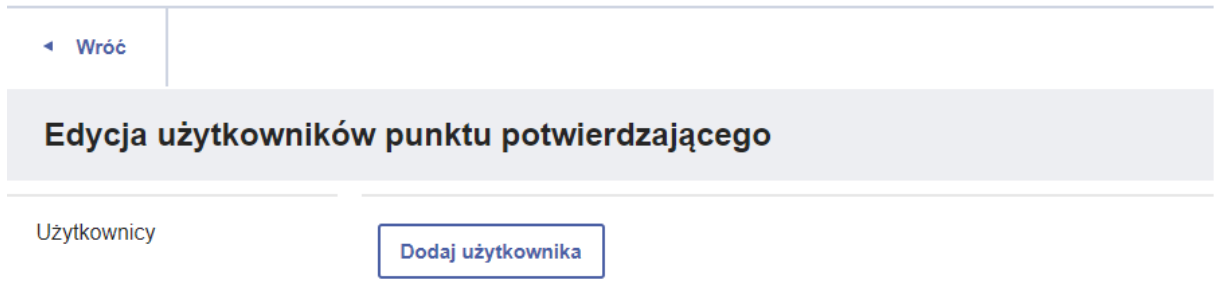 Wróć
Edycja użytkowników punktu potwierdzającego
Użytkownicy
Dodaj użytkownika